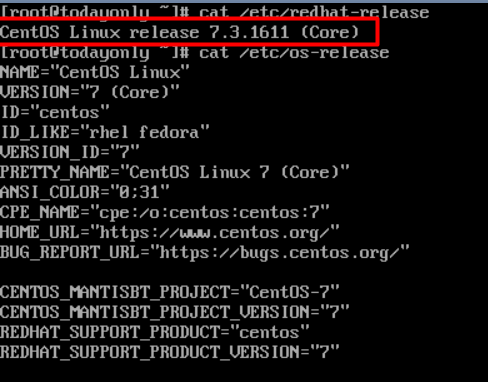 [root@todayonly ~]# cat /etc/redhat-release
CentOS Linux release 7.3.1611 (Core)
[root@todayonly ~]# cat /etc/os-release
NAME="CentOS Linux"
VERSION="7 (Core)"
ID="centos"
ID_LIKE="rhel fedora"
VERSION_ID="7"
PRETTY_NAME="CentOS Linux 7 (Core)"
ANSI_COLOR="0;31"
CPE_NAME="cpe:/o:centos:centos:7"
HOME_URL="https://www.centos.org/"
BUG_REPORT_URL="https://bugs.centos.org/"
CENTOS_MANTISBT_PROJECT="CentOS-7"
CENTOS_MANTISBT_PROJECT_VERSION="7"
REDHAT_SUPPORT_PRODUCT="centos"
REDHAT_SUPPORT_PRODUCT_VERSION="7"